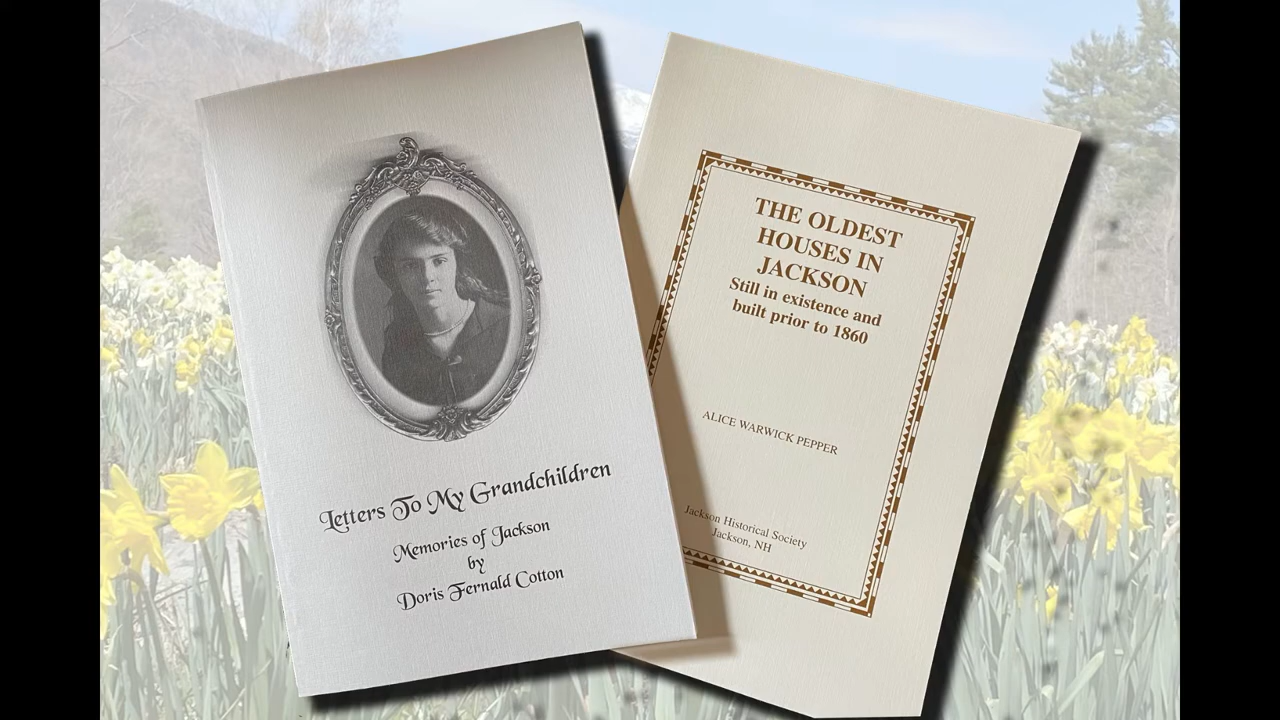 Letters To My Grandchildren
Memories of Jackson
by
Doris Fernald Cotton
THE OLDEST
HOUSES IN
JACKSON
Still in existence and
built prior to 1860
ALICE WARWICK PEPPER
Jackson Historical Society
Jackson, NH